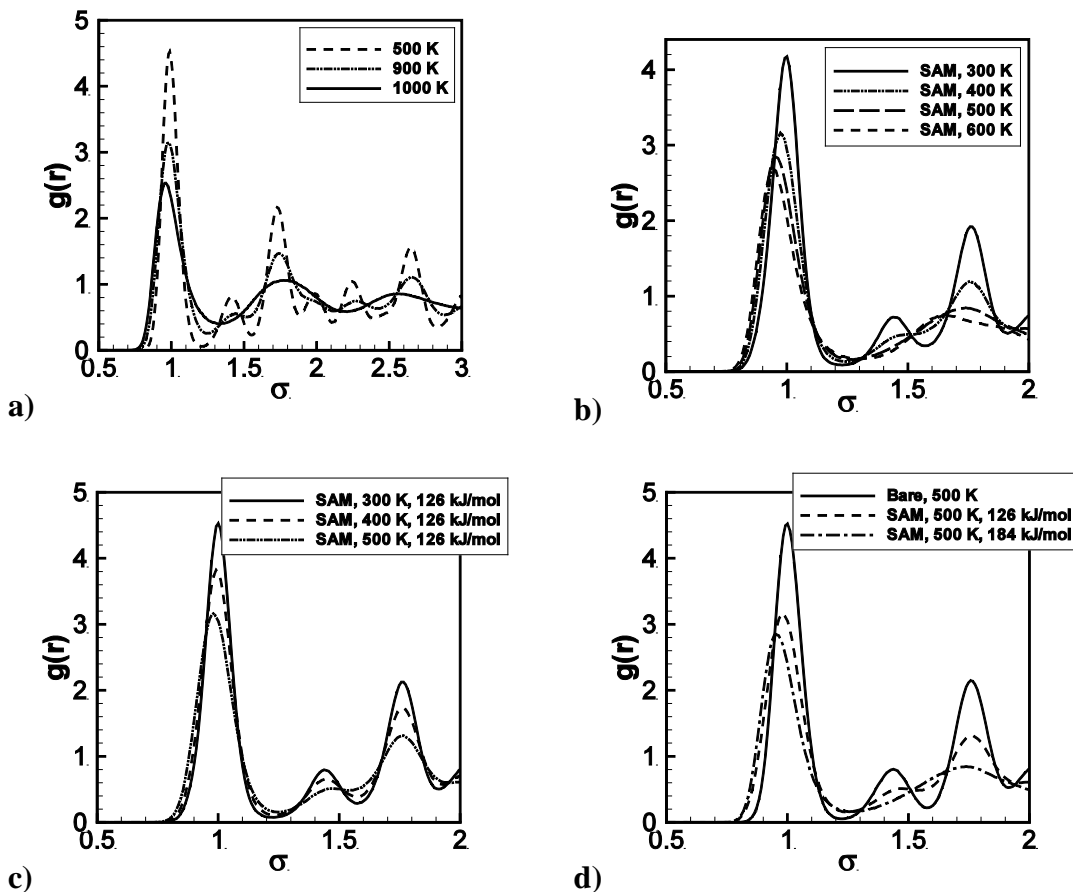 5
4
3
2
1
0
g(r)
500 K
900 K
1000 K
0.5
1
1.5
2
2.5
3
σ
a)
4
3
2
1
0
g(r)
SAM, 300 K
SAM, 400 K
SAM, 500 K
SAM, 600 K
0.5
1
1.5
2
σ
b)
5
4
3
2
1
0
g(r)
SAM, 300 K, 126 kJ/mol
SAM, 400 K, 126 kJ/mol
SAM, 500 K, 126 kJ/mol
0.5
1
1.5
2
σ
c)
5
4
3
2
1
0
g(r)
Bare, 500 K
SAM, 500 K, 126 kJ/mol
SAM, 500 K, 184 kJ/mol
0.5
1
1.5
2
σ
d)